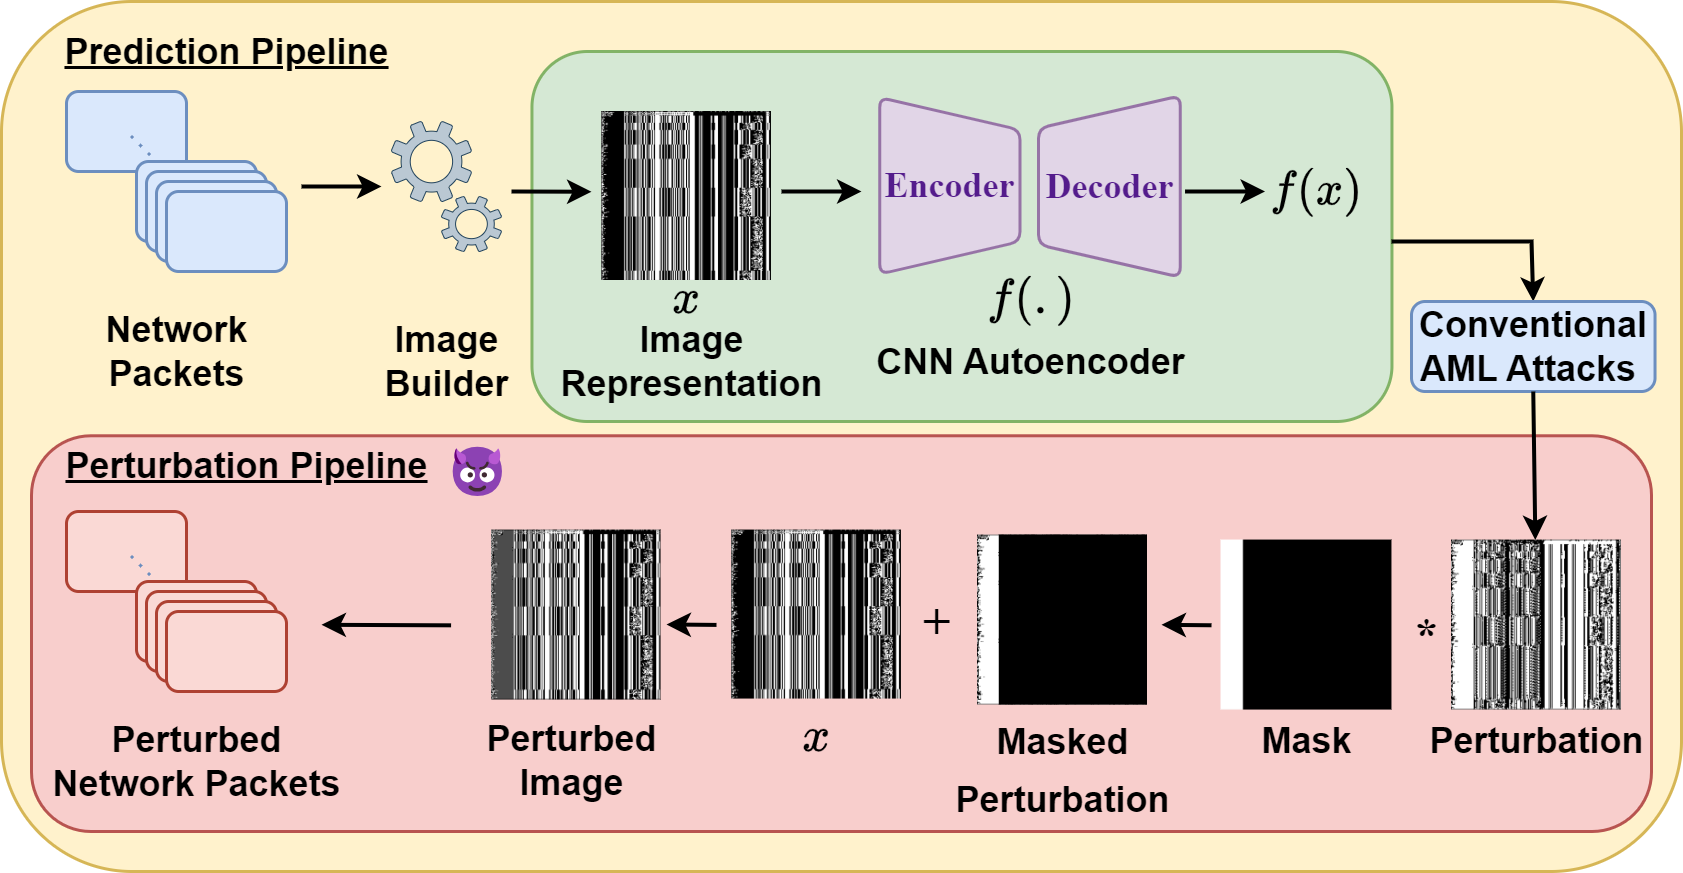 Prediction Pipeline
Network
Packets
Image
Builder
x
Image
Representation
Encoder
Decoder
f(.)
CNN Autoencoder
f(x)
Conventional
AML Attacks
Perturbation Pipeline
Perturbed
Network Packets
Perturbed
Image
x
+
Masked
Perturbation
Mask
*
Perturbation